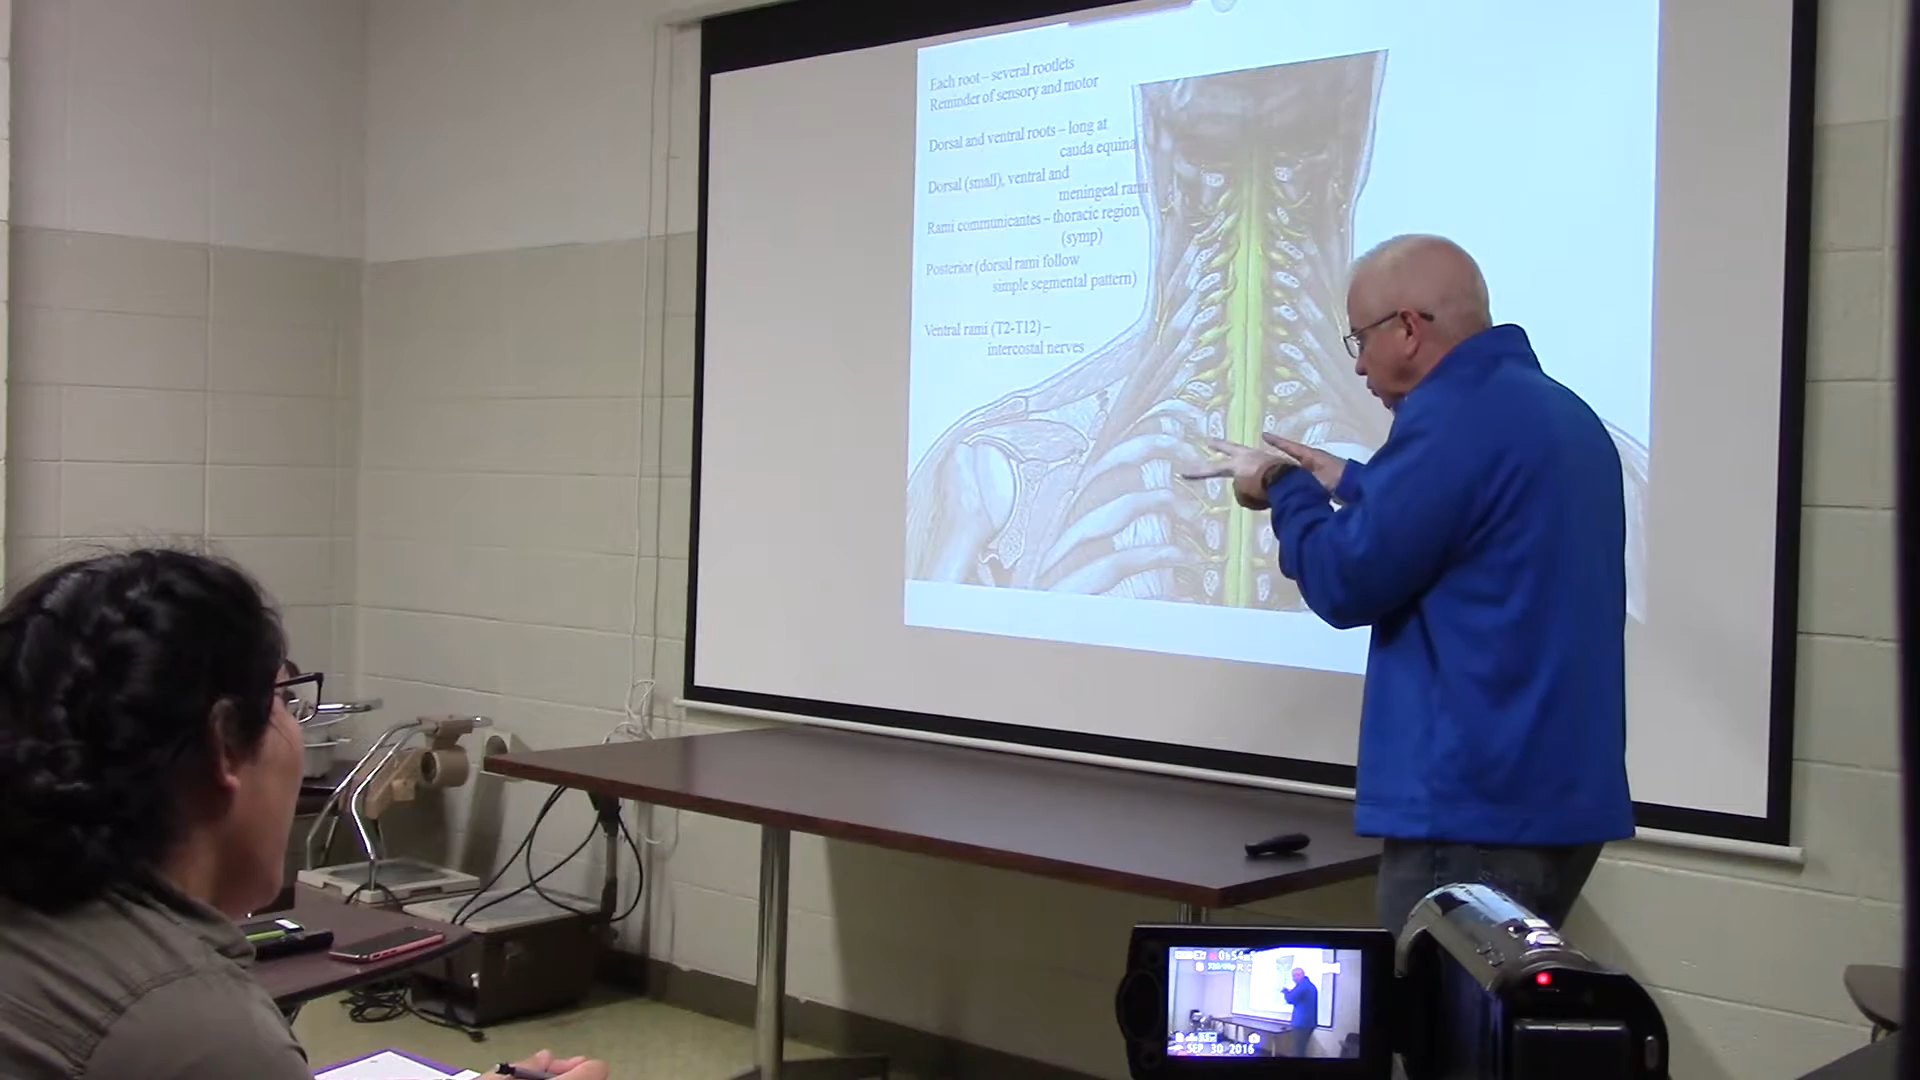 Each root – several rootlets
Reminder of sensory and motor
Dorsal and ventral roots – long at
cauda equina
Dorsal (small), ventral and
meningeal rami
Rami communicantes – thoracic region
(symp)
Posterior (dorsal rami follow
simple segmental pattern)
Ventral rami (T2-T12) –
intercostal nerves
SEP 30 2016